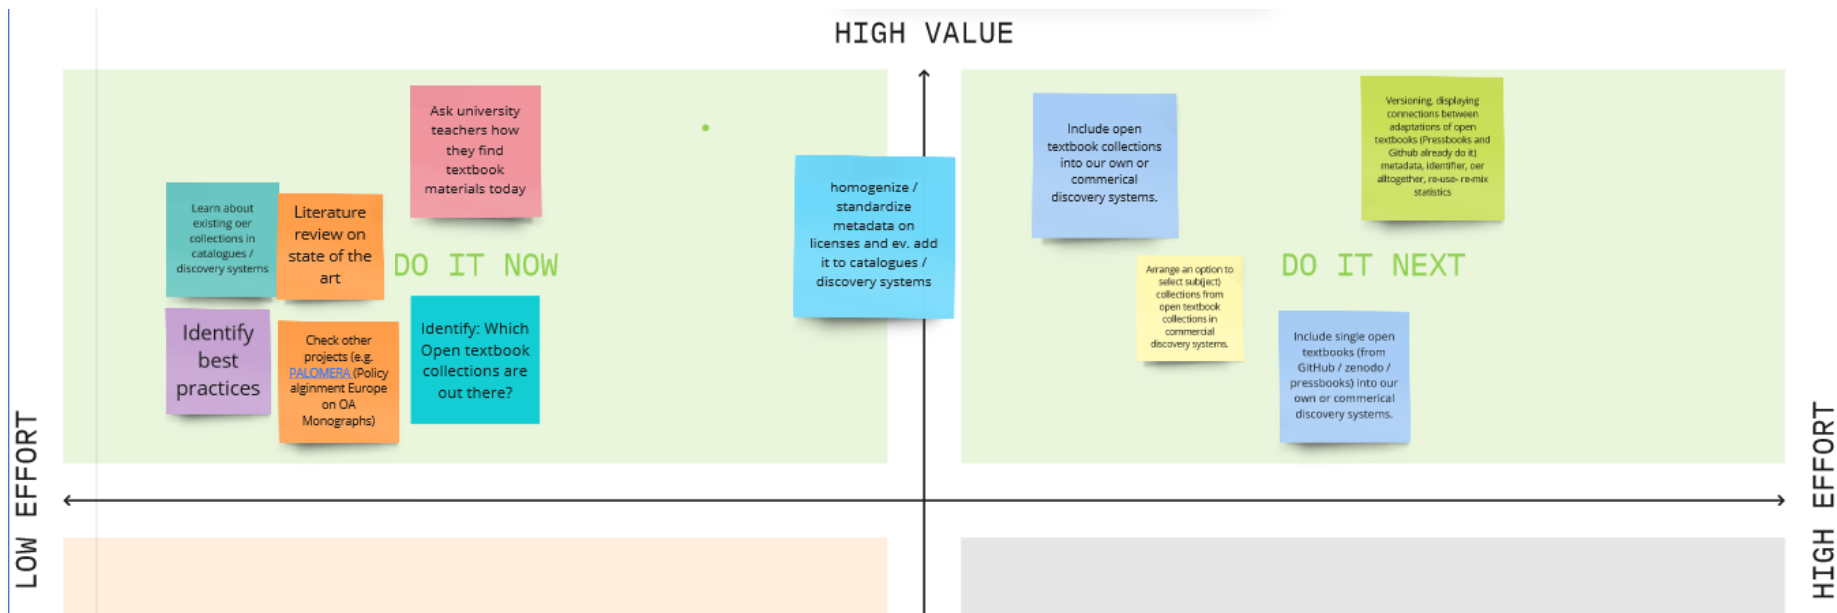 HIGH VALUE
Ask university
teachers how
they find
textbook
materials today
Learn about
existing oer
collections in
catalogues /
discovery systems
Literature
review on
state of the
art
DO IT NOW
Identify
best
practices
Check other
projects (e.g.
PALOMERA (Policy
alginment Europe
on OA
Monographs)
Identify: Which
Open textbook
collections are
out there?
homogenize /
standardize
metadata on
licenses and ev. add
it to catalogues /
discovery systems
Include open
textbook collections
into our own or
commerical
discovery systems.
Versioning, displaying
connections between
adaptations of open
textbooks (Pressbooks and
Github already do it)
metadata, identifier, oer
alltogether, re-use- re-mix
statistics
DO IT NEXT
Arrange an option to
select sub(ject)
collections from
open textbook
collections in
commercial
discovery systems.
Include single open
textbooks (from
GitHub / zenodo /
pressbooks) into our
own or commerical
discovery systems.
LOW EFFORT
HIGH EFFORT